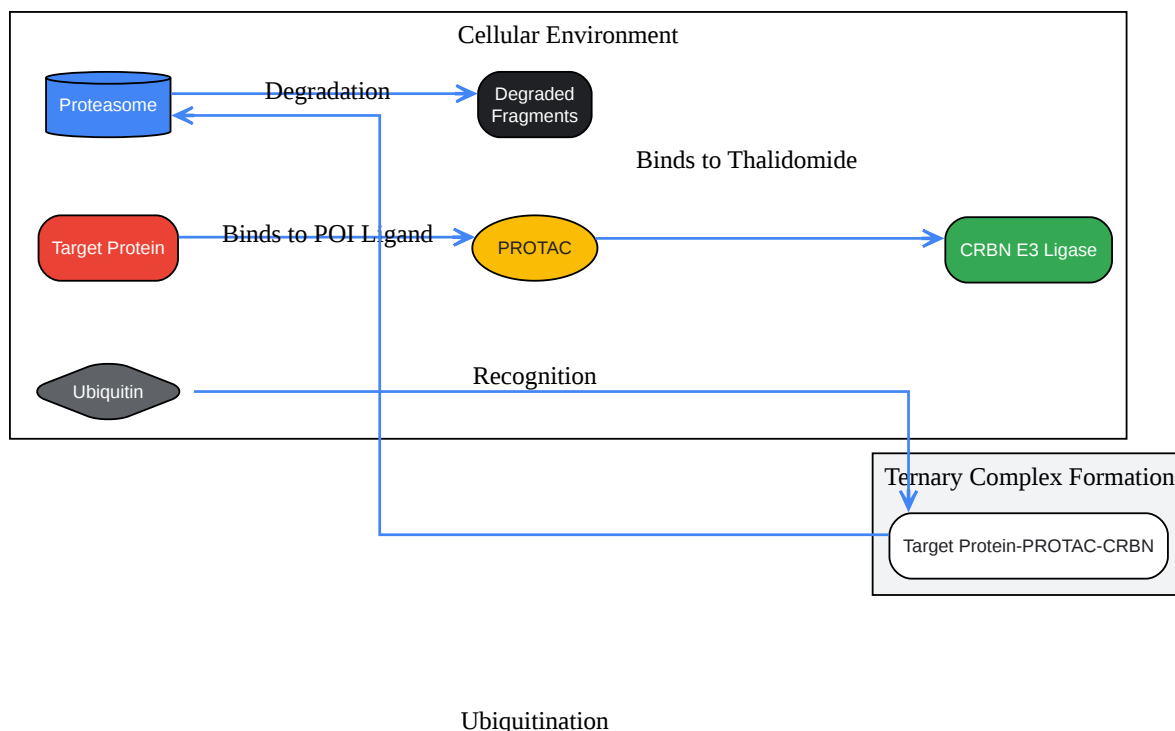 Cellular Environment
Proteasome
Degradation
Degraded
Fragments
Binds to Thalidomide
Target Protein
Binds to POI Ligand
PROTAC
CRBN E3 Ligase
Ubiquitin
Recognition
Ternary Complex Formation
Target Protein-PROTAC-CRBN
Ubiquitination